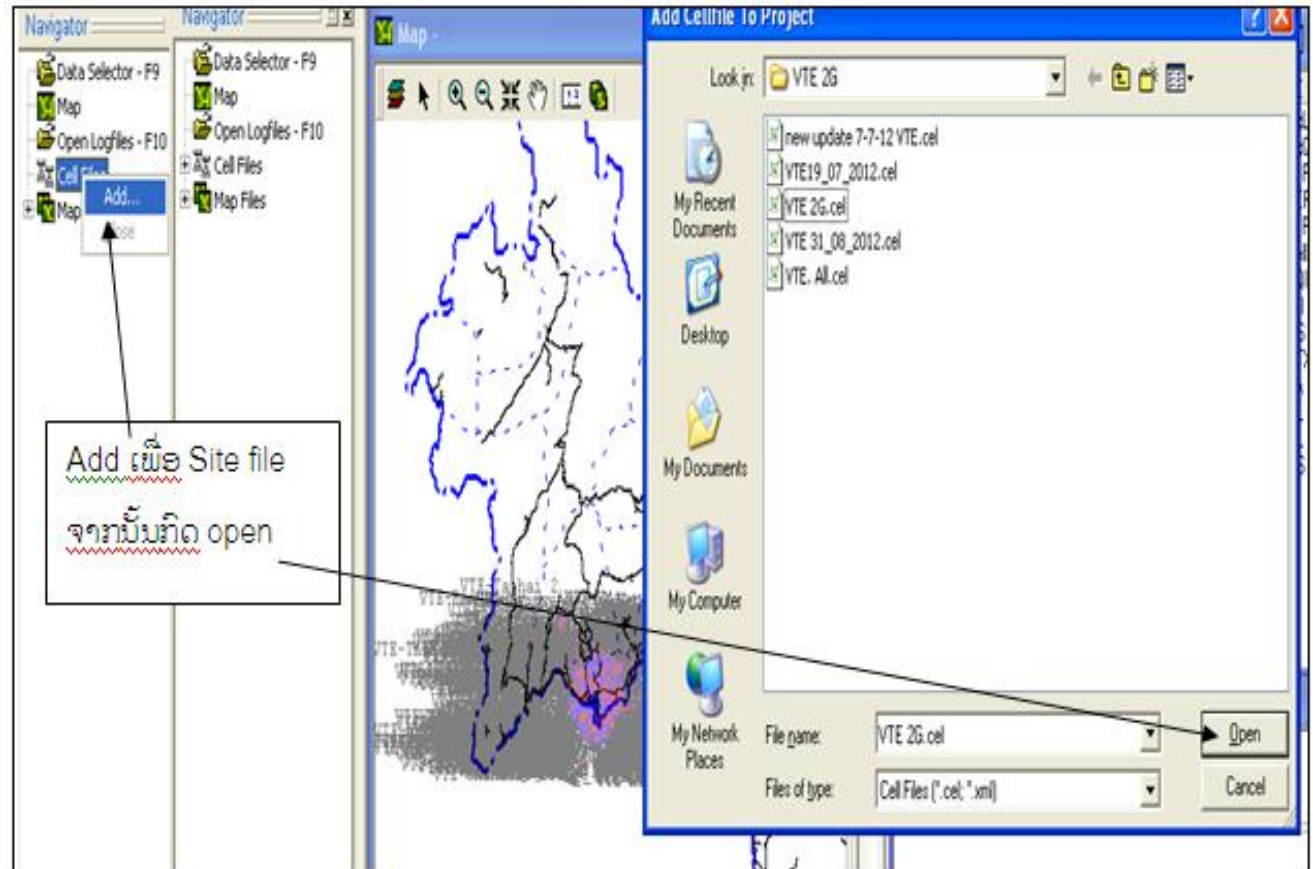 Navigator
Data Selector - F9
Map
Open Logfiles - F10
Cell Files
Add...
Map
Navigator
Data Selector - F9
Map
Open Logfiles - F10
Cell Files
Map Files
Add ເພື່ອ Site file
ຈາກນັ້ນກົດ open
Map -
VTE-Taphai 2
Add Cellfile To Project
Look in:
VTE 2G
new update 7-7-12 VTE.cel
VTE19_07_2012.cel
VTE 2G.cel
VTE 31_08_2012.cel
VTE. All.cel
My Recent
Documents
Desktop
My Documents
My Computer
My Network
Places
File name:
VTE 2G.cel
Open
Files of type:
Cell Files (*.cel; *.xml)
Cancel